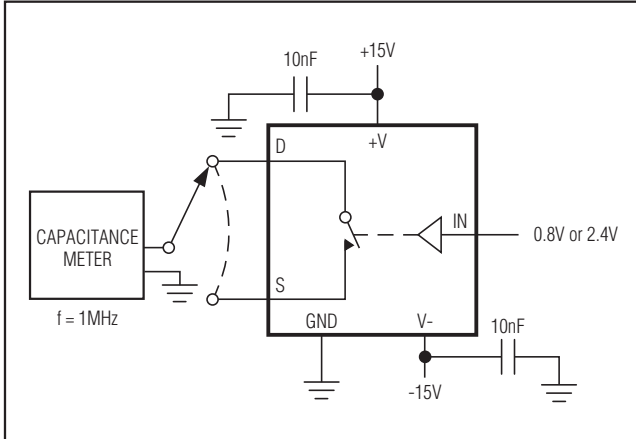 +15V
10nF
+V
D
CAPACITANCE
METER
IN
0.8V or 2.4V
S
f = 1MHz
GND
V-
10nF
-15V